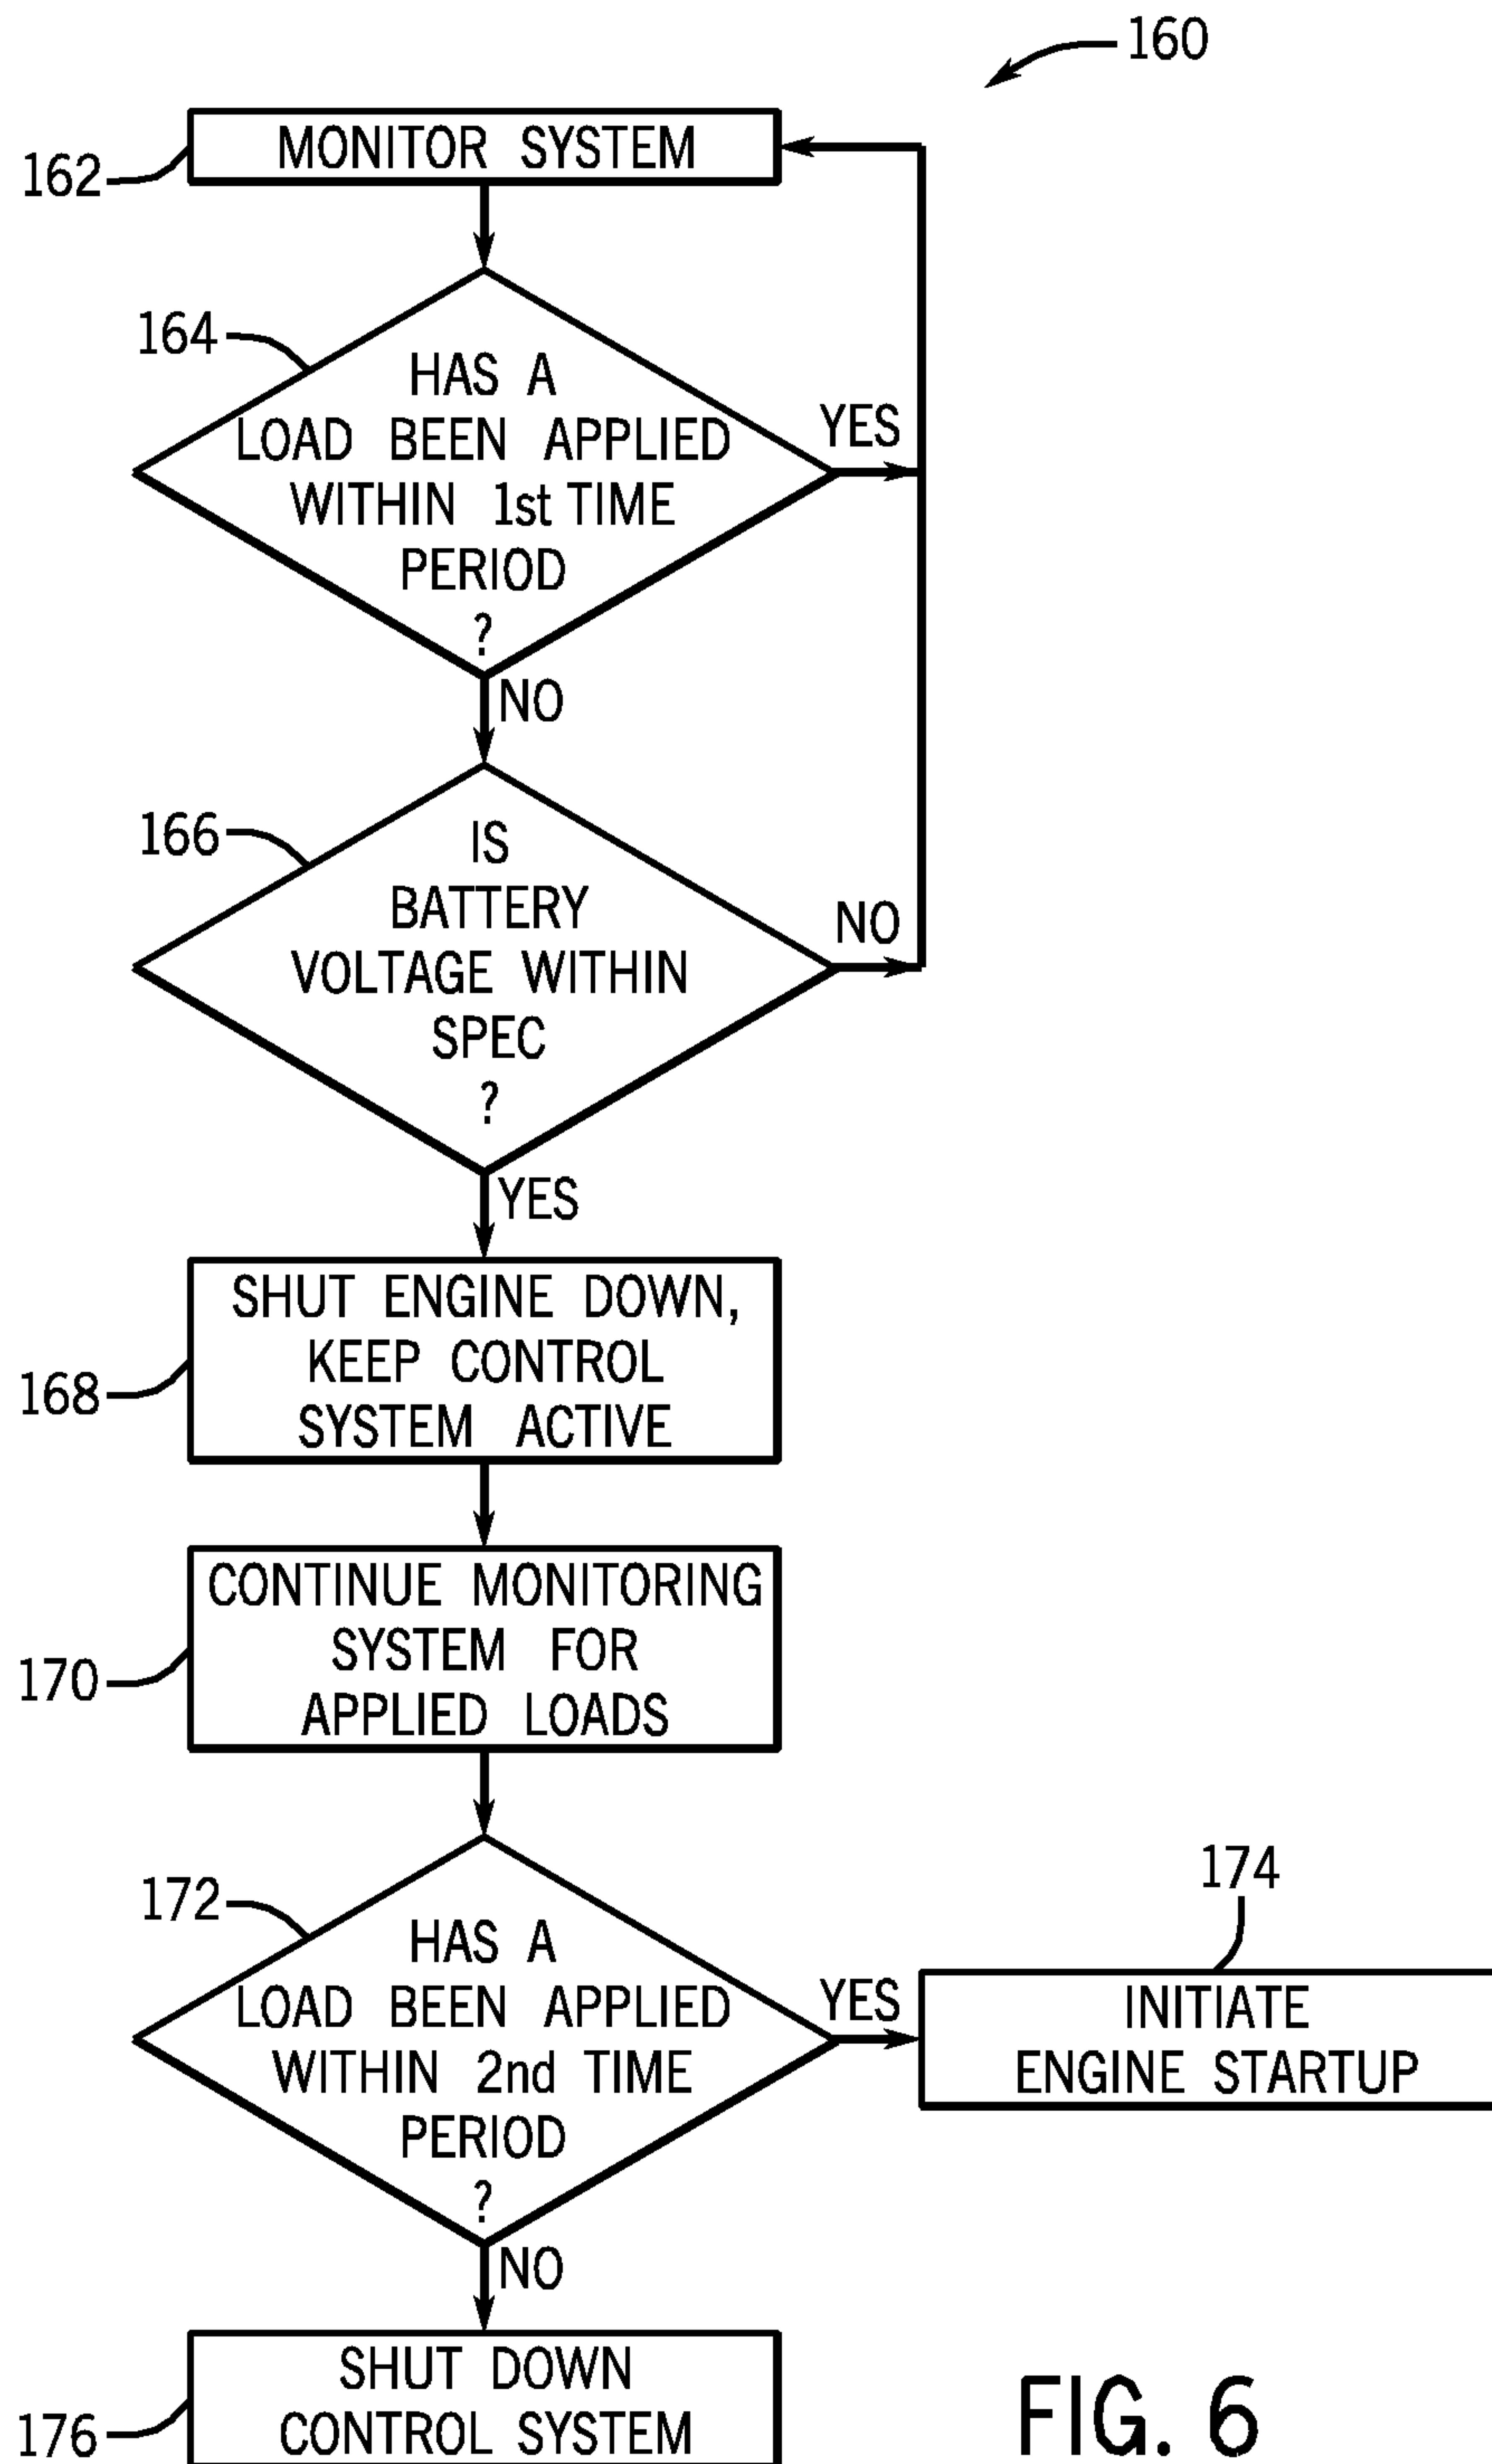 160
MONITOR SYSTEM
162
164
HAS A
LOAD BEEN APPLIED
WITHIN 1st TIME
PERIOD
?
YES
NO
166
IS
BATTERY
VOLTAGE WITHIN
SPEC
?
NO
YES
SHUT ENGINE DOWN,
KEEP CONTROL
SYSTEM ACTIVE
168
CONTINUE MONITORING
SYSTEM FOR
APPLIED LOADS
170
172
HAS A
LOAD BEEN APPLIED
WITHIN 2nd TIME
PERIOD
?
YES
174
INITIATE
ENGINE STARTUP
NO
SHUT DOWN
CONTROL SYSTEM
176
FIG. 6